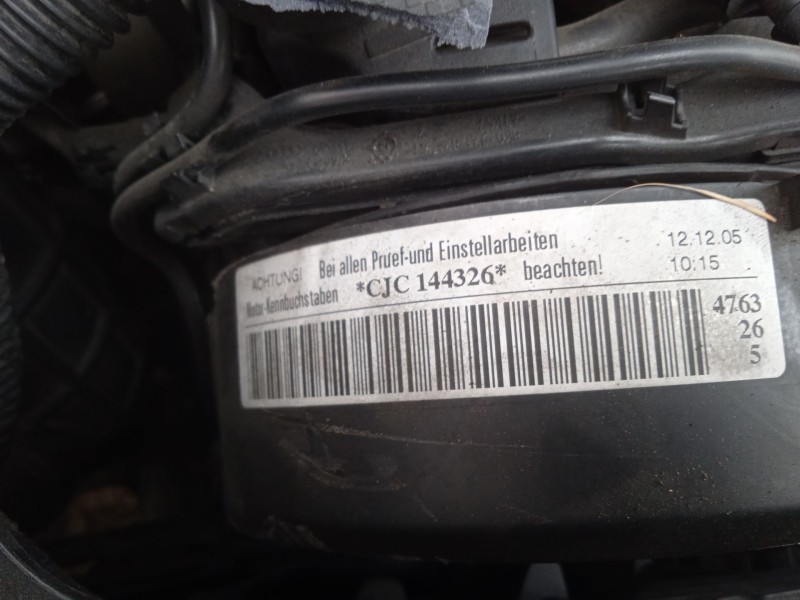 ACHTUNG! Bei allen Pruef-und Einstellarbeiten 12.12.05
Motor-Kennbuchstaben *CJC 144326* beachten! 10:15
4763
26
5